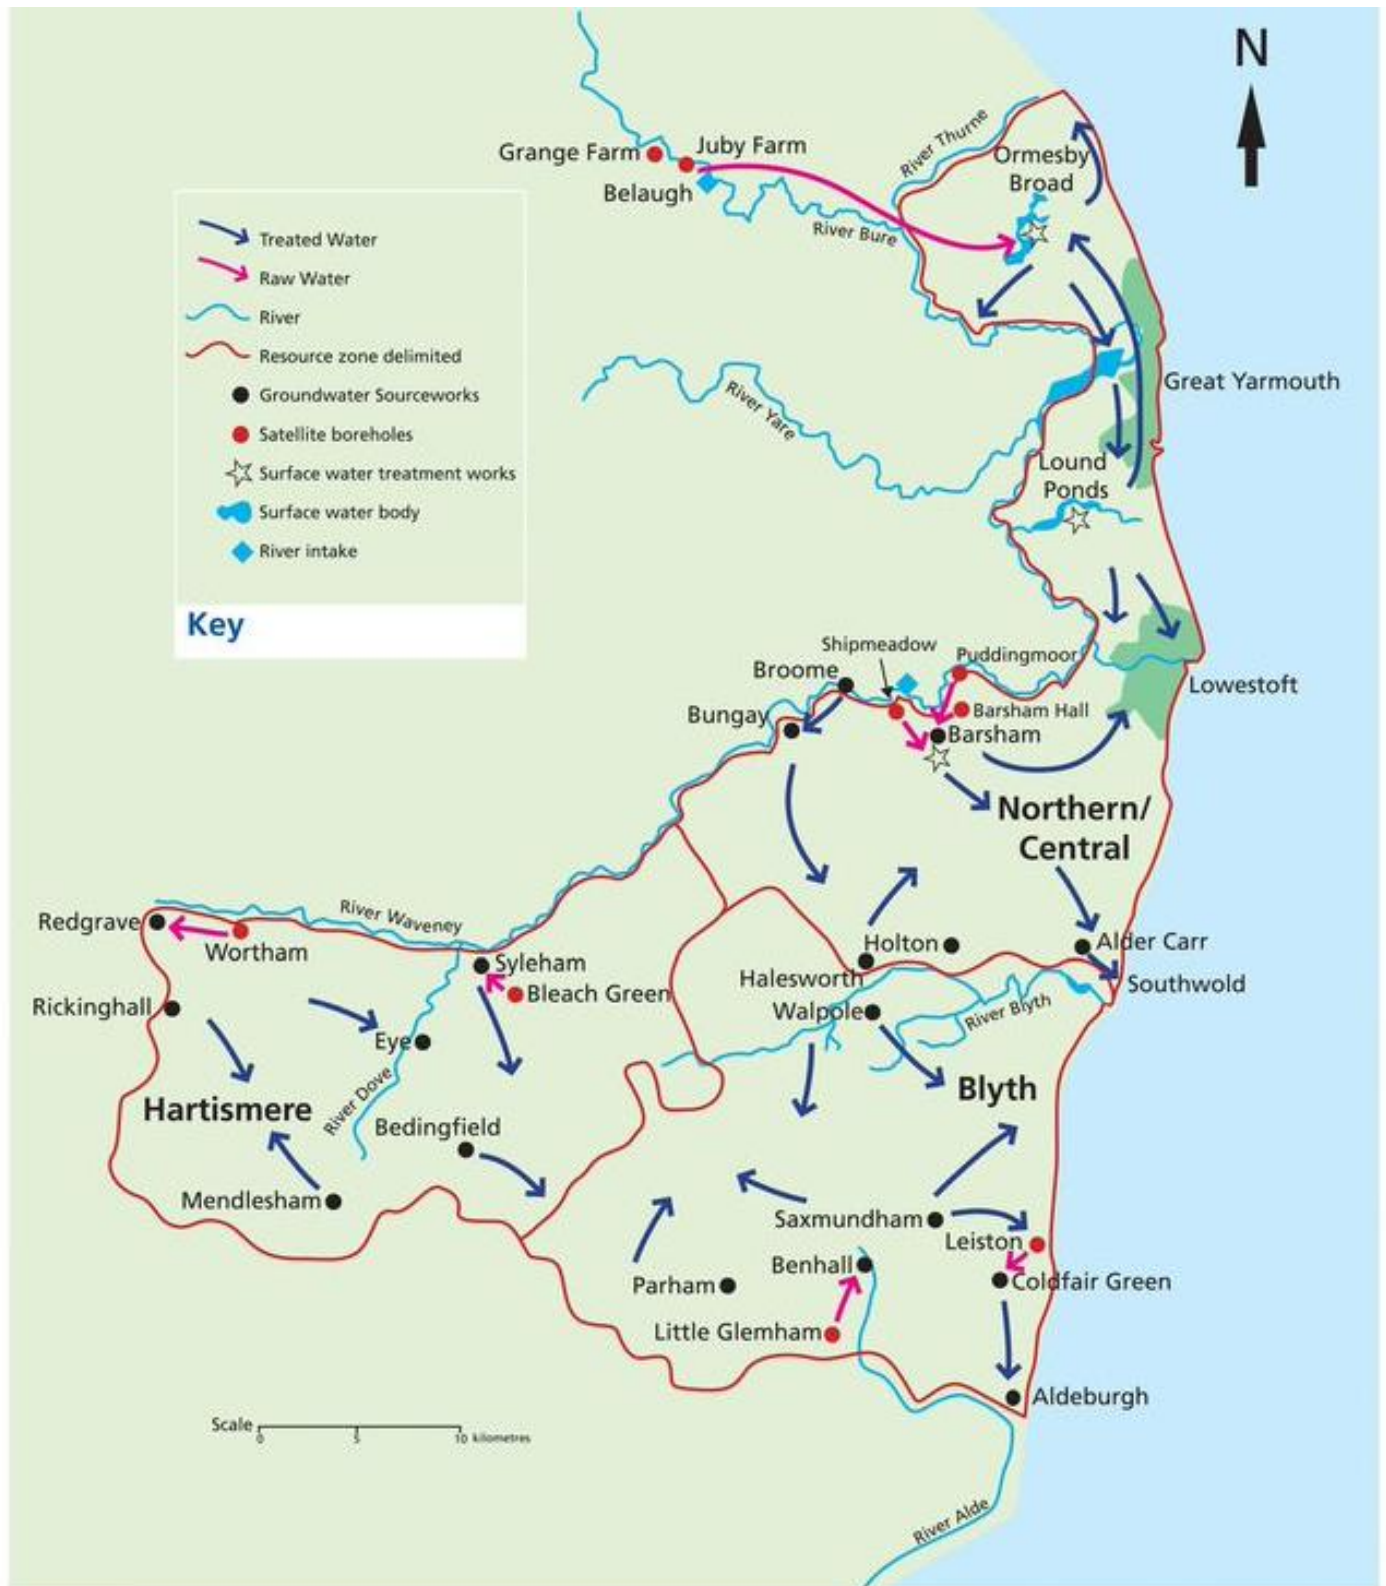 N
River Thurne
Grange Farm
Juby Farm
Ormesby
Broad
Belaugh
River Bure
Treated Water
Raw Water
River
Resource zone delimited
Groundwater Sourceworks
Satellite boreholes
Surface water treatment works
Surface water body
River intake
Key
Great Yarmouth
River Yare
Lound
Ponds
Shipmeadow
Puddingmoor
Broome
Lowestoft
Bungay
Barsham Hall
Barsham
Northern/
Central
River Waveney
Redgrave
Wortham
Holton
Alder Carr
Syleham
Halesworth
Southwold
Bleach Green
Rickinghall
Walpole
River Blyth
Eye
Blyth
River Dove
Hartismere
Bedingfield
Mendlesham
Saxmundham
Leiston
Benhall
Parham
Coldfair Green
Little Glemham
Aldeburgh
Scale
0 5 10 kilometres
River Alde